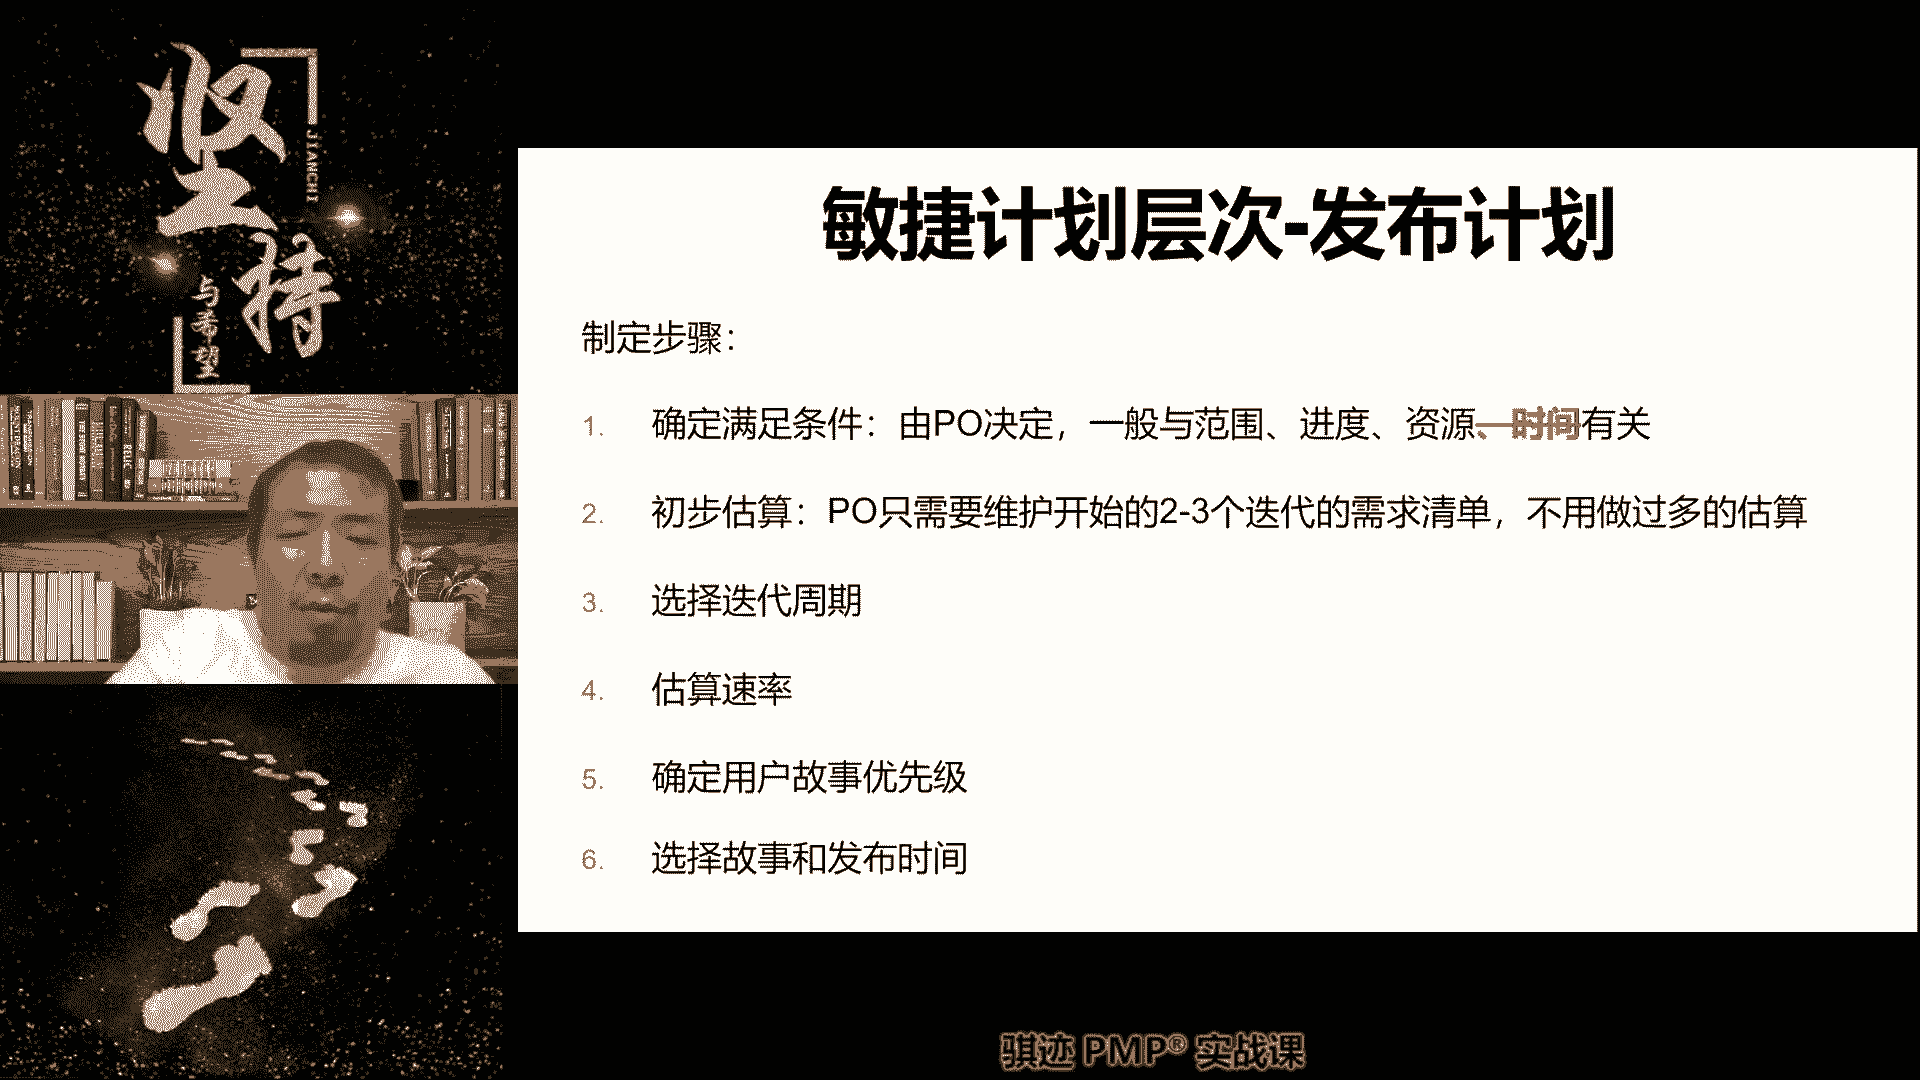 坚持
JIANCHI
与希望
敏捷计划层次-发布计划
制定步骤：
1. 确定满足条件：由PO决定，一般与范围、进度、资源、时间有关
2. 初步估算：PO只需要维护开始的2-3个迭代的需求清单，不用做过多的估算
3. 选择迭代周期
4. 估算速率
5. 确定用户故事优先级
6. 选择故事和发布时间
骐迹 PMP® 实战课